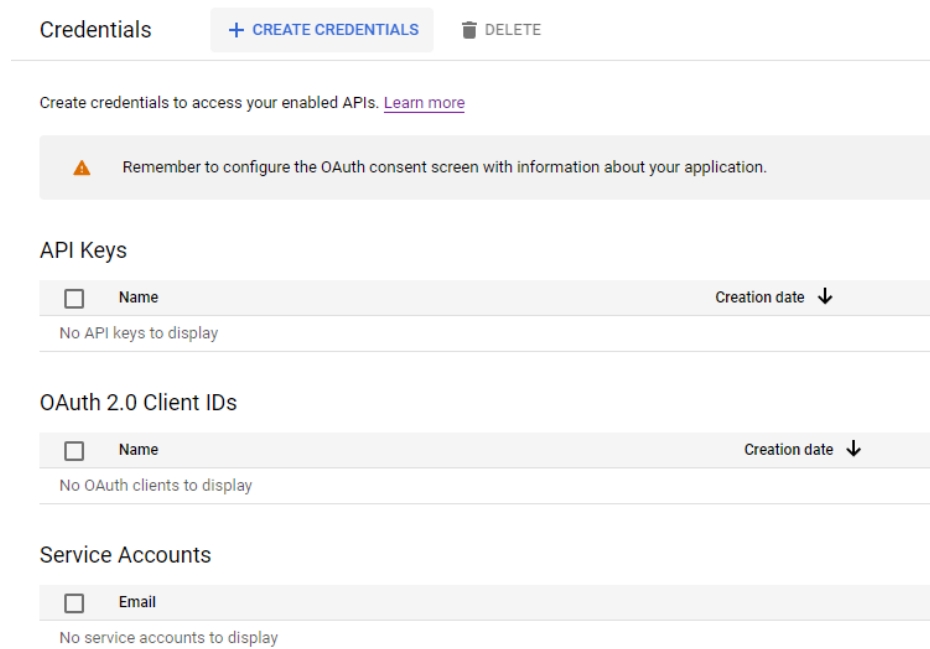 Credentials
+ CREATE CREDENTIALS
DELETE
Create credentials to access your enabled APIs. Learn more
Remember to configure the OAuth consent screen with information about your application.
API Keys
Name
Creation date
No API keys to display
OAuth 2.0 Client IDs
Name
Creation date
No OAuth clients to display
Service Accounts
Email
No service accounts to display